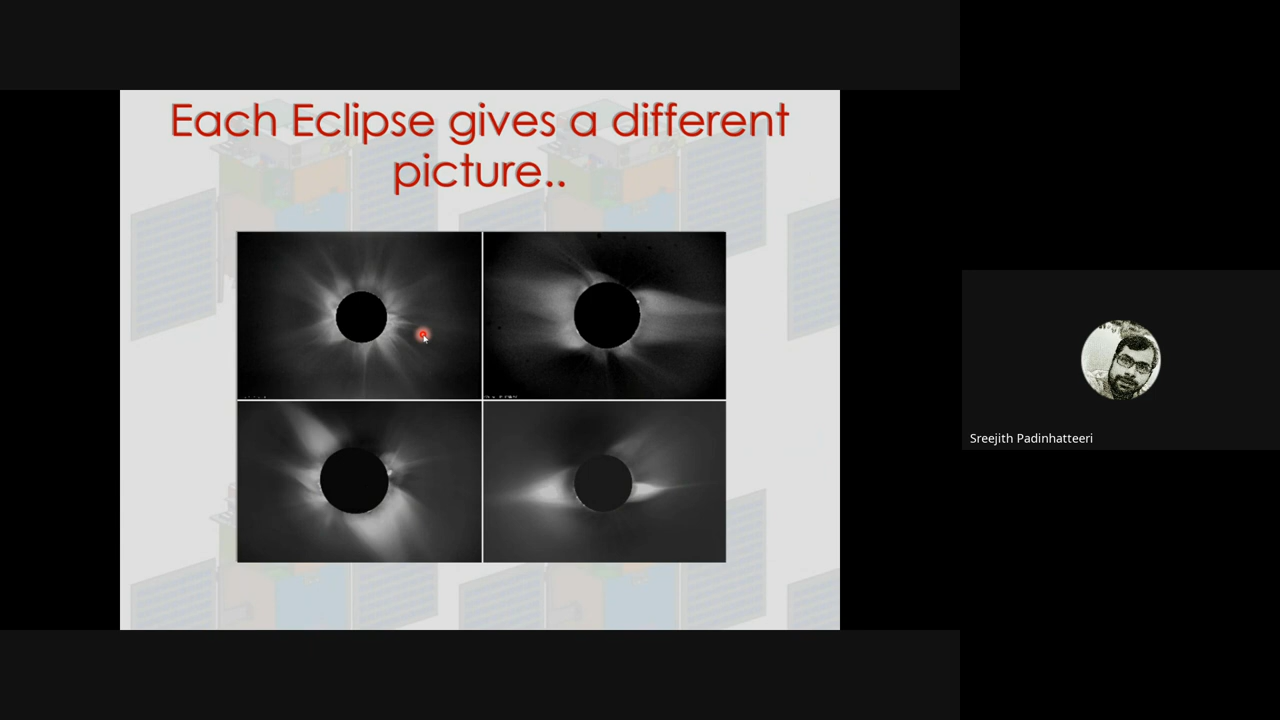 Each Eclipse gives a different
picture..
Sreejith Padinhatteeri